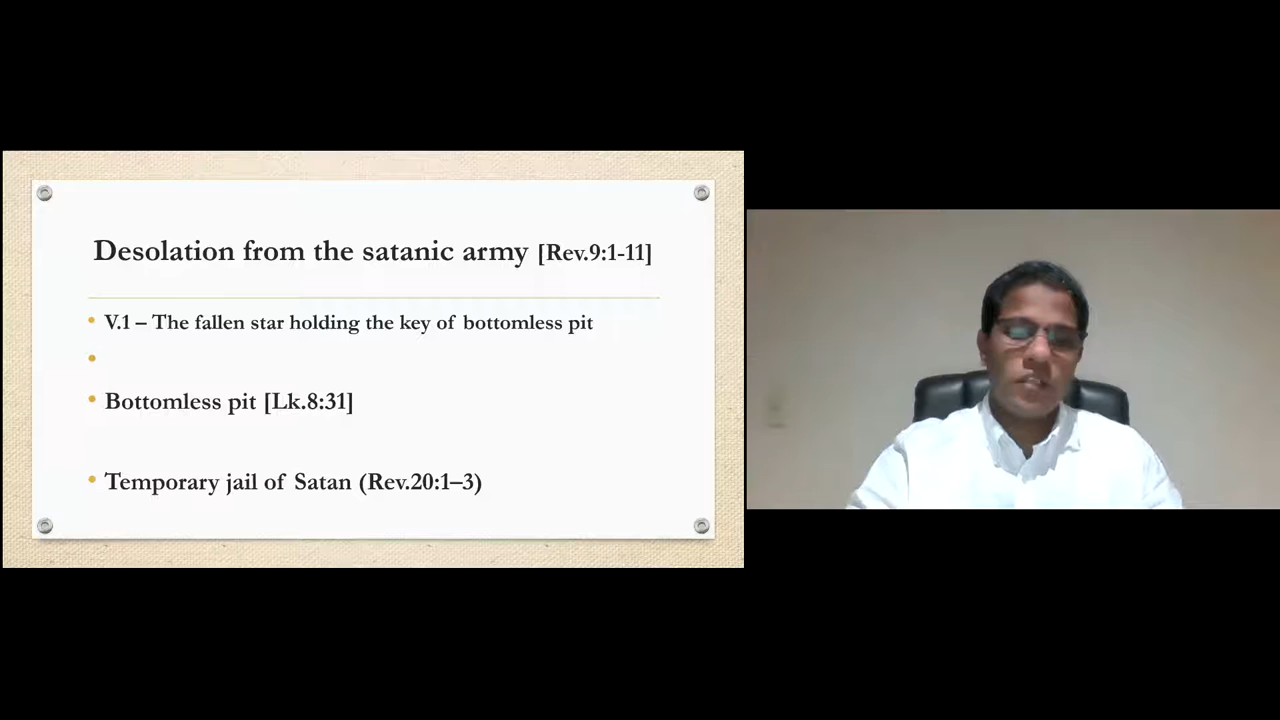 Desolation from the satanic army [Rev.9:1-11]
• V.1 – The fallen star holding the key of bottomless pit
•
• Bottomless pit [Lk.8:31]
• Temporary jail of Satan (Rev.20:1–3)